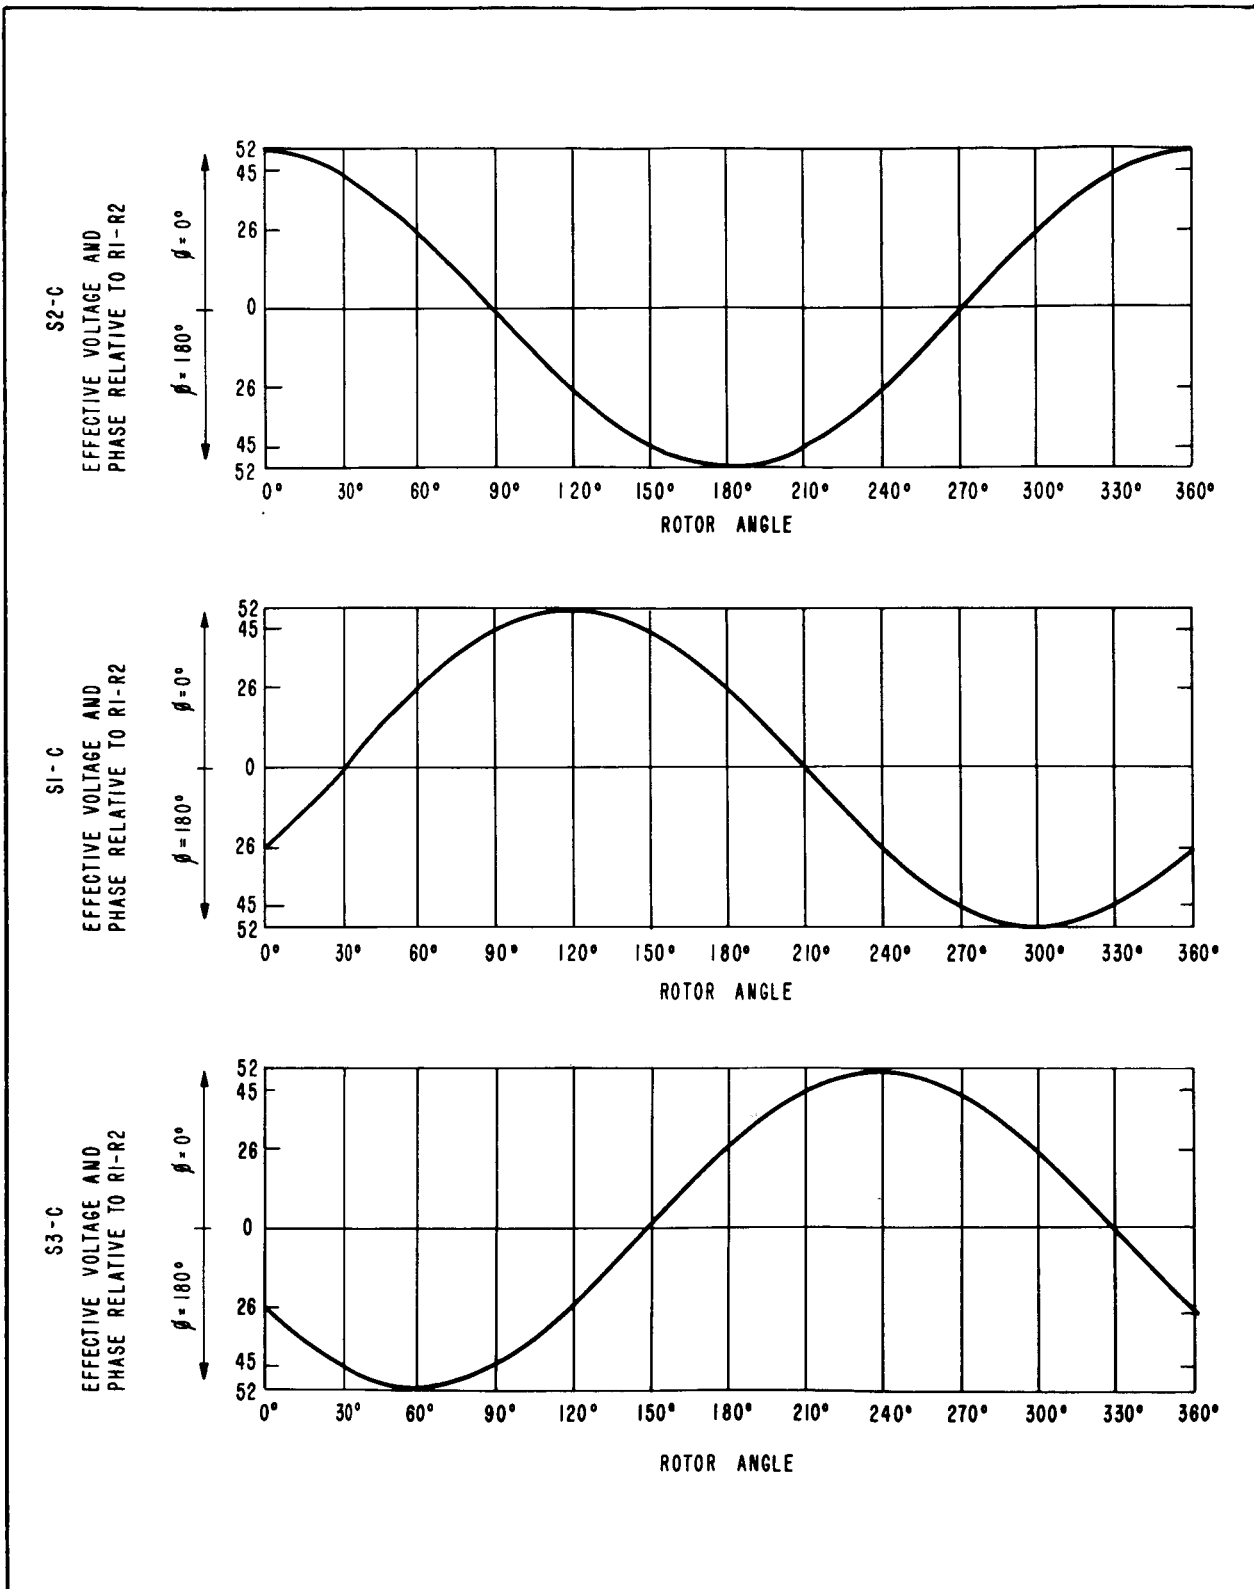 S2-C
EFFECTIVE VOLTAGE AND
PHASE RELATIVE TO R1-R2
ø=0°
ø=180°
52
45
26
0
26
45
52
0° 30° 60° 90° 120° 150° 180° 210° 240° 270° 300° 330° 360°
ROTOR ANGLE
S1-C
EFFECTIVE VOLTAGE AND
PHASE RELATIVE TO R1-R2
ø=0°
ø=180°
52
45
26
0
26
45
52
0° 30° 60° 90° 120° 150° 180° 210° 240° 270° 300° 330° 360°
ROTOR ANGLE
S3-C
EFFECTIVE VOLTAGE AND
PHASE RELATIVE TO R1-R2
ø=0°
ø=180°
52
45
26
0
26
45
52
0° 30° 60° 90° 120° 150° 180° 210° 240° 270° 300° 330° 360°
ROTOR ANGLE